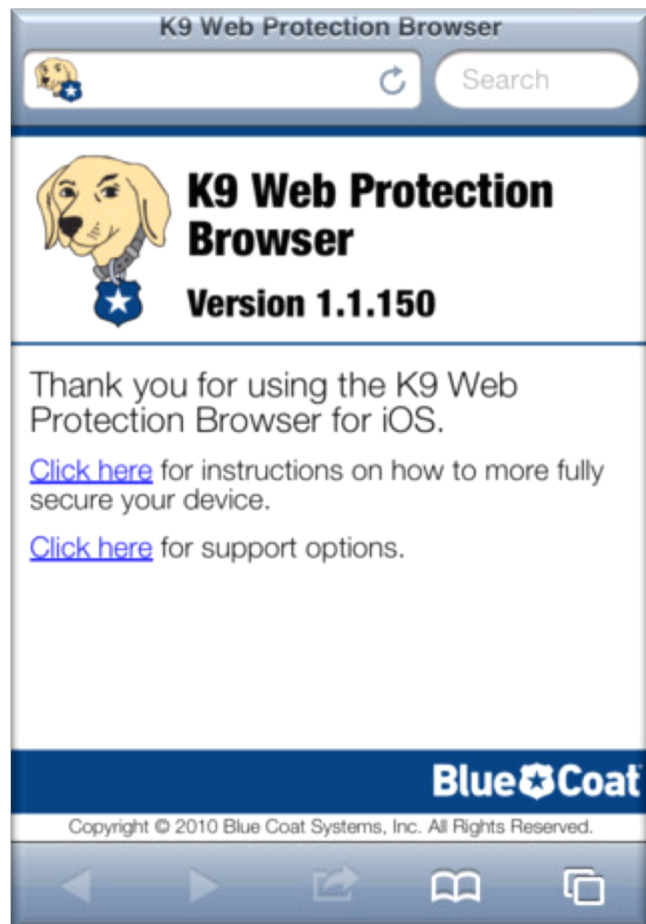 K9 Web Protection Browser
Search
K9 Web Protection
Browser
Version 1.1.150
Thank you for using the K9 Web
Protection Browser for iOS.
Click here for instructions on how to more fully
secure your device.
Click here for support options.
Blue Coat
Copyright © 2010 Blue Coat Systems, Inc. All Rights Reserved.